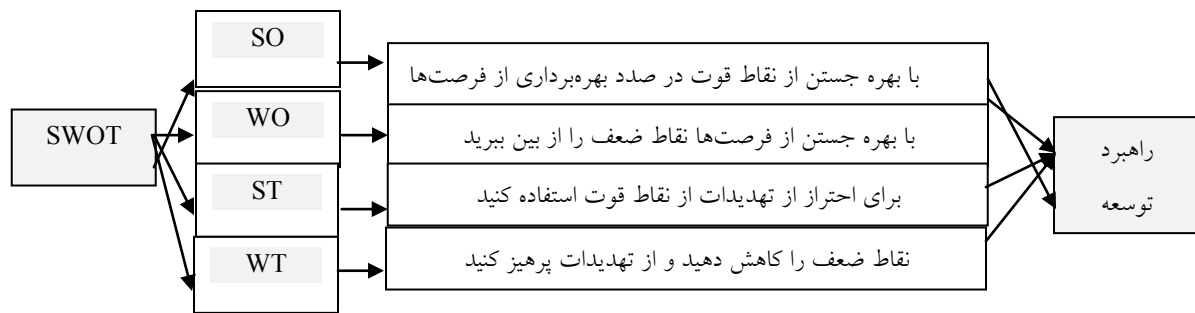 SWOT
SO
WO
ST
WT
با بهره جستن از نقاط قوت در صدد بهره‌برداری از فرصت‌ها
با بهره جستن از فرصت‌ها نقاط ضعف را از بین ببرید
برای احتراز از تهدیدات از نقاط قوت استفاده کنید
نقاط ضعف را کاهش دهید و از تهدیدات پرهیز کنید
راهبرد
توسعه